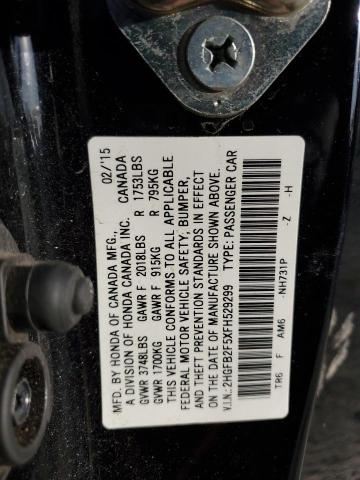 MFD. BY HONDA OF CANADA MFG., 02/15
A DIVISION OF HONDA CANADA INC. CANADA
GVWR 3748LBS GAWR F 2018LBS R 1753LBS
GVWR 1700KG GAWR F 915KG R 795KG
THIS VEHICLE CONFORMS TO ALL APPLICABLE
FEDERAL MOTOR VEHICLE SAFETY, BUMPER,
AND THEFT PREVENTION STANDARDS IN EFFECT
ON THE DATE OF MANUFACTURE SHOWN ABOVE.
V.I.N.: 2HGFB2F5XFH529299 TYPE: PASSENGER CAR
TR6 F AM6 -NH731P -Z -H